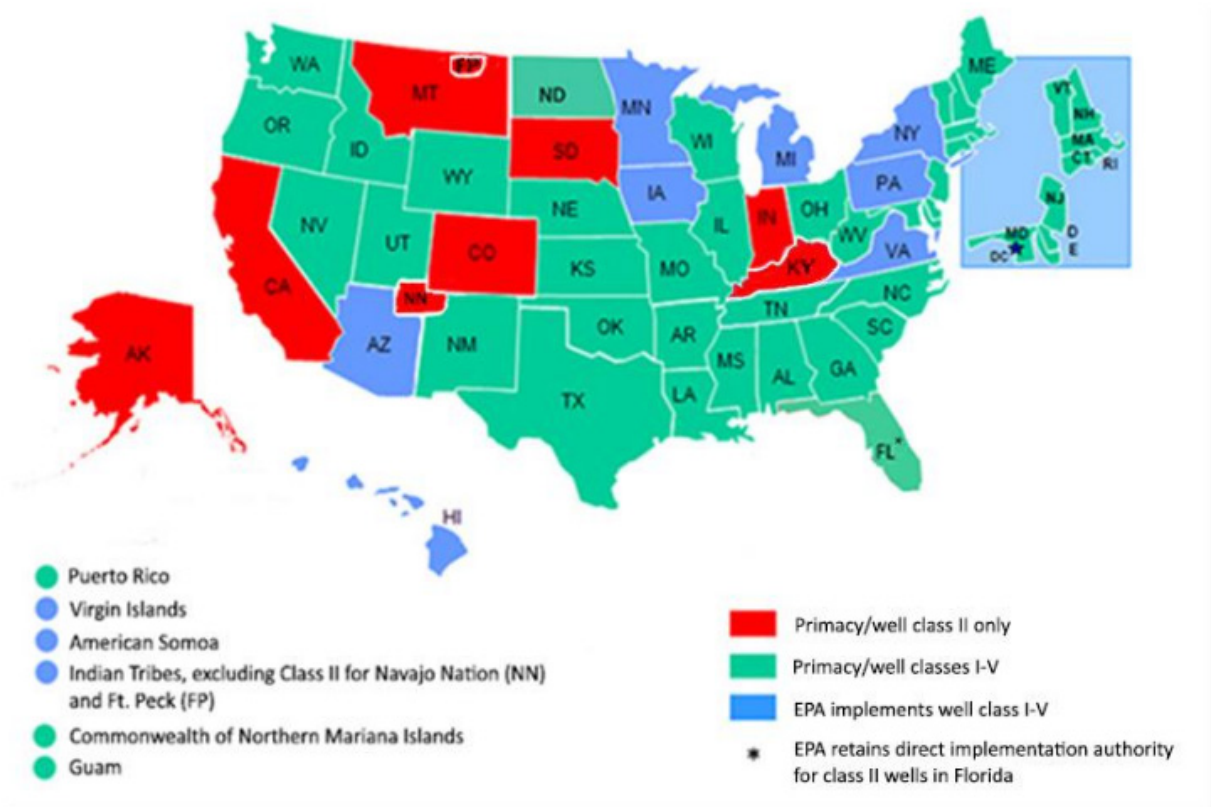 WA
MT
FP
ND
MN
ME
VT
NH
MA
CT
RI
OR
ID
WY
SD
WI
MI
NY
NV
UT
NE
IA
IL
IN
OH
PA
NJ
MD
D
E
DC
CA
CO
KS
MO
KY
WV
VA
NN
AZ
NM
OK
AR
TN
NC
SC
AK
TX
LA
MS
AL
GA
FL*
HI
Puerto Rico
Virgin Islands
American Somoa
Indian Tribes, excluding Class II for Navajo Nation (NN)
and Ft. Peck (FP)
Commonwealth of Northern Mariana Islands
Guam
Primacy/well class II only
Primacy/well classes I-V
EPA implements well class I-V
* EPA retains direct implementation authority
for class II wells in Florida